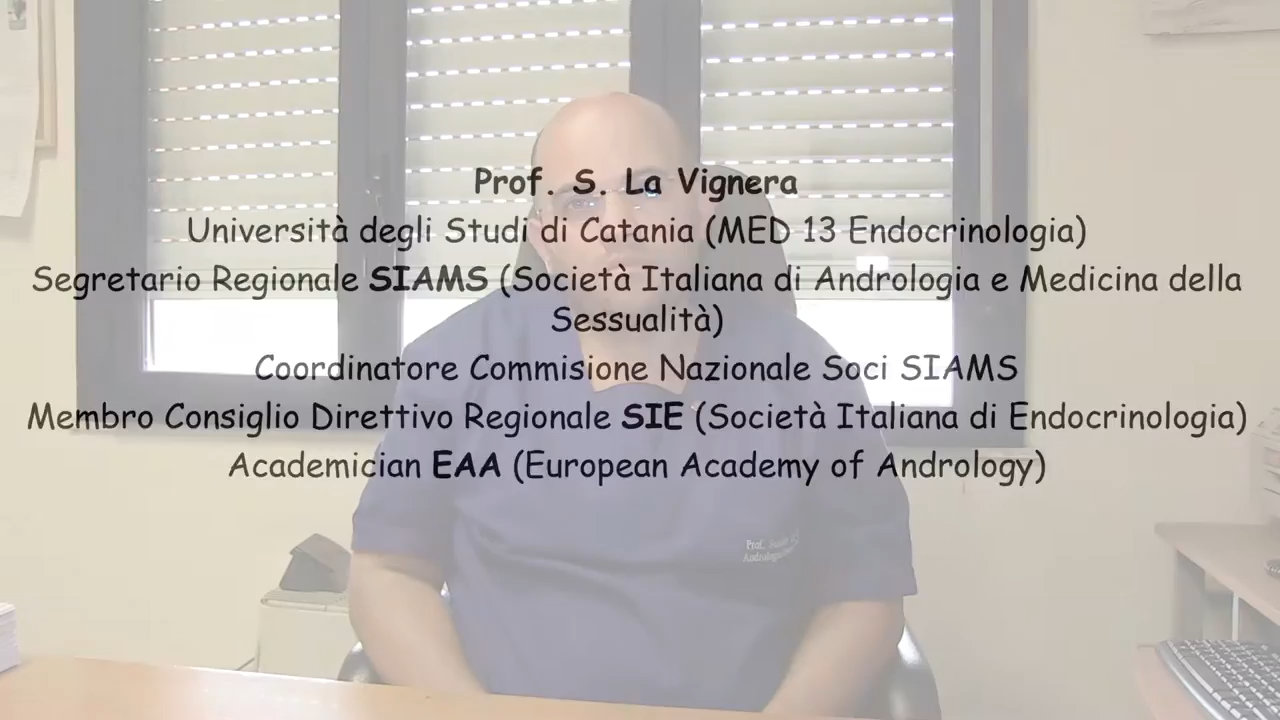 Prof. S. La Vignera
Università degli Studi di Catania (MED 13 Endocrinologia)
Segretario Regionale SIAMS (Società Italiana di Andrologia e Medicina della
Sessualità)
Coordinatore Commisione Nazionale Soci SIAMS
Membro Consiglio Direttivo Regionale SIE (Società Italiana di Endocrinologia)
Academician EAA (European Academy of Andrology)
Prof.